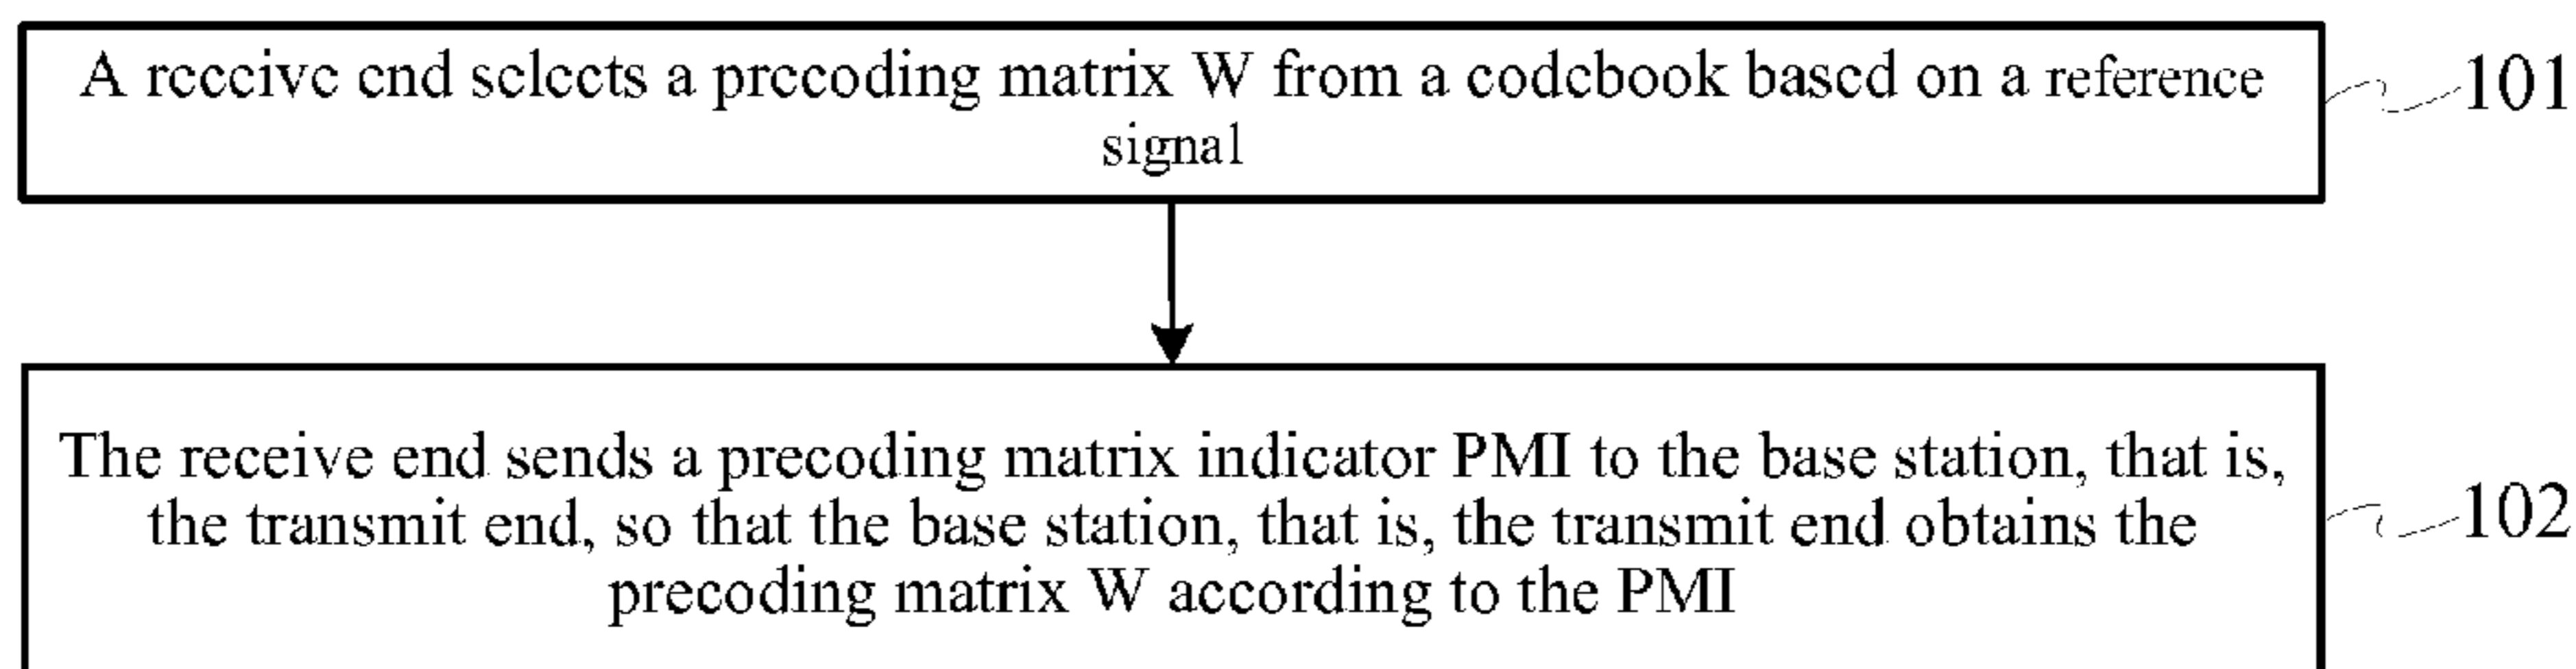 A receive end selects a precoding matrix W from a codebook based on a reference
signal
101
The receive end sends a precoding matrix indicator PMI to the base station, that is,
the transmit end, so that the base station, that is, the transmit end obtains the
precoding matrix W according to the PMI
102